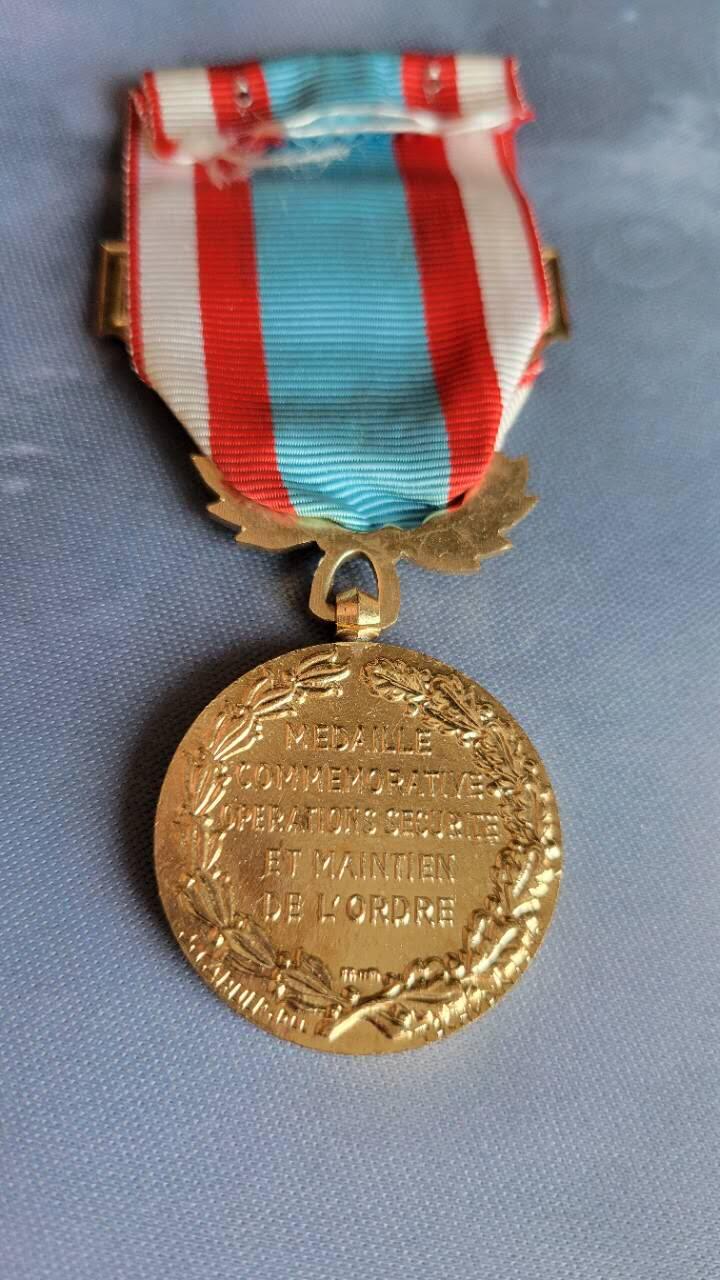 MEDAILLE
COMMEMORATIVE
OPERATIONS SECURITE
ET MAINTIEN
DE L'ORDRE